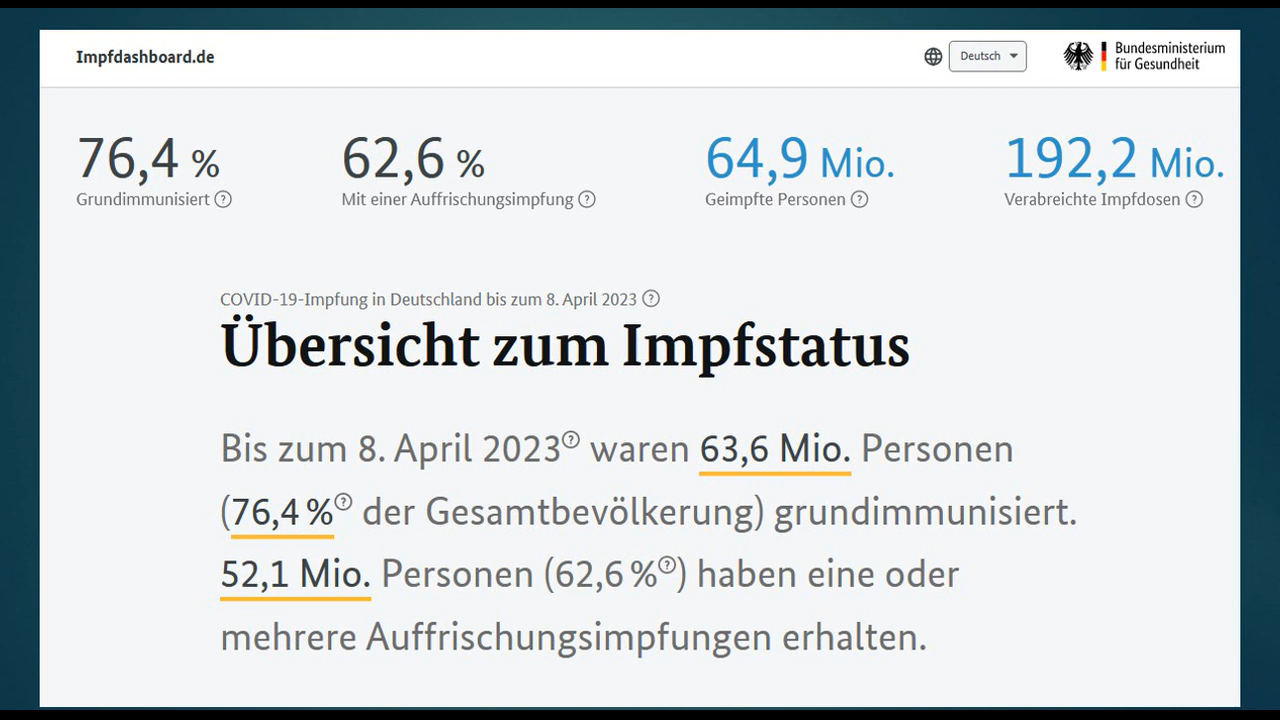 Impfdashboard.de
Deutsch
Bundesministerium
für Gesundheit
76,4 %
Grundimmunisiert ?
62,6 %
Mit einer Auffrischungsimpfung ?
64,9 Mio.
Geimpfte Personen ?
192,2 Mio.
Verabreichte Impfdosen ?
COVID-19-Impfung in Deutschland bis zum 8. April 2023 ?
Übersicht zum Impfstatus
Bis zum 8. April 2023? waren 63,6 Mio. Personen
(76,4 %? der Gesamtbevölkerung) grundimmunisiert.
52,1 Mio. Personen (62,6 %?) haben eine oder
mehrere Auffrischungsimpfungen erhalten.